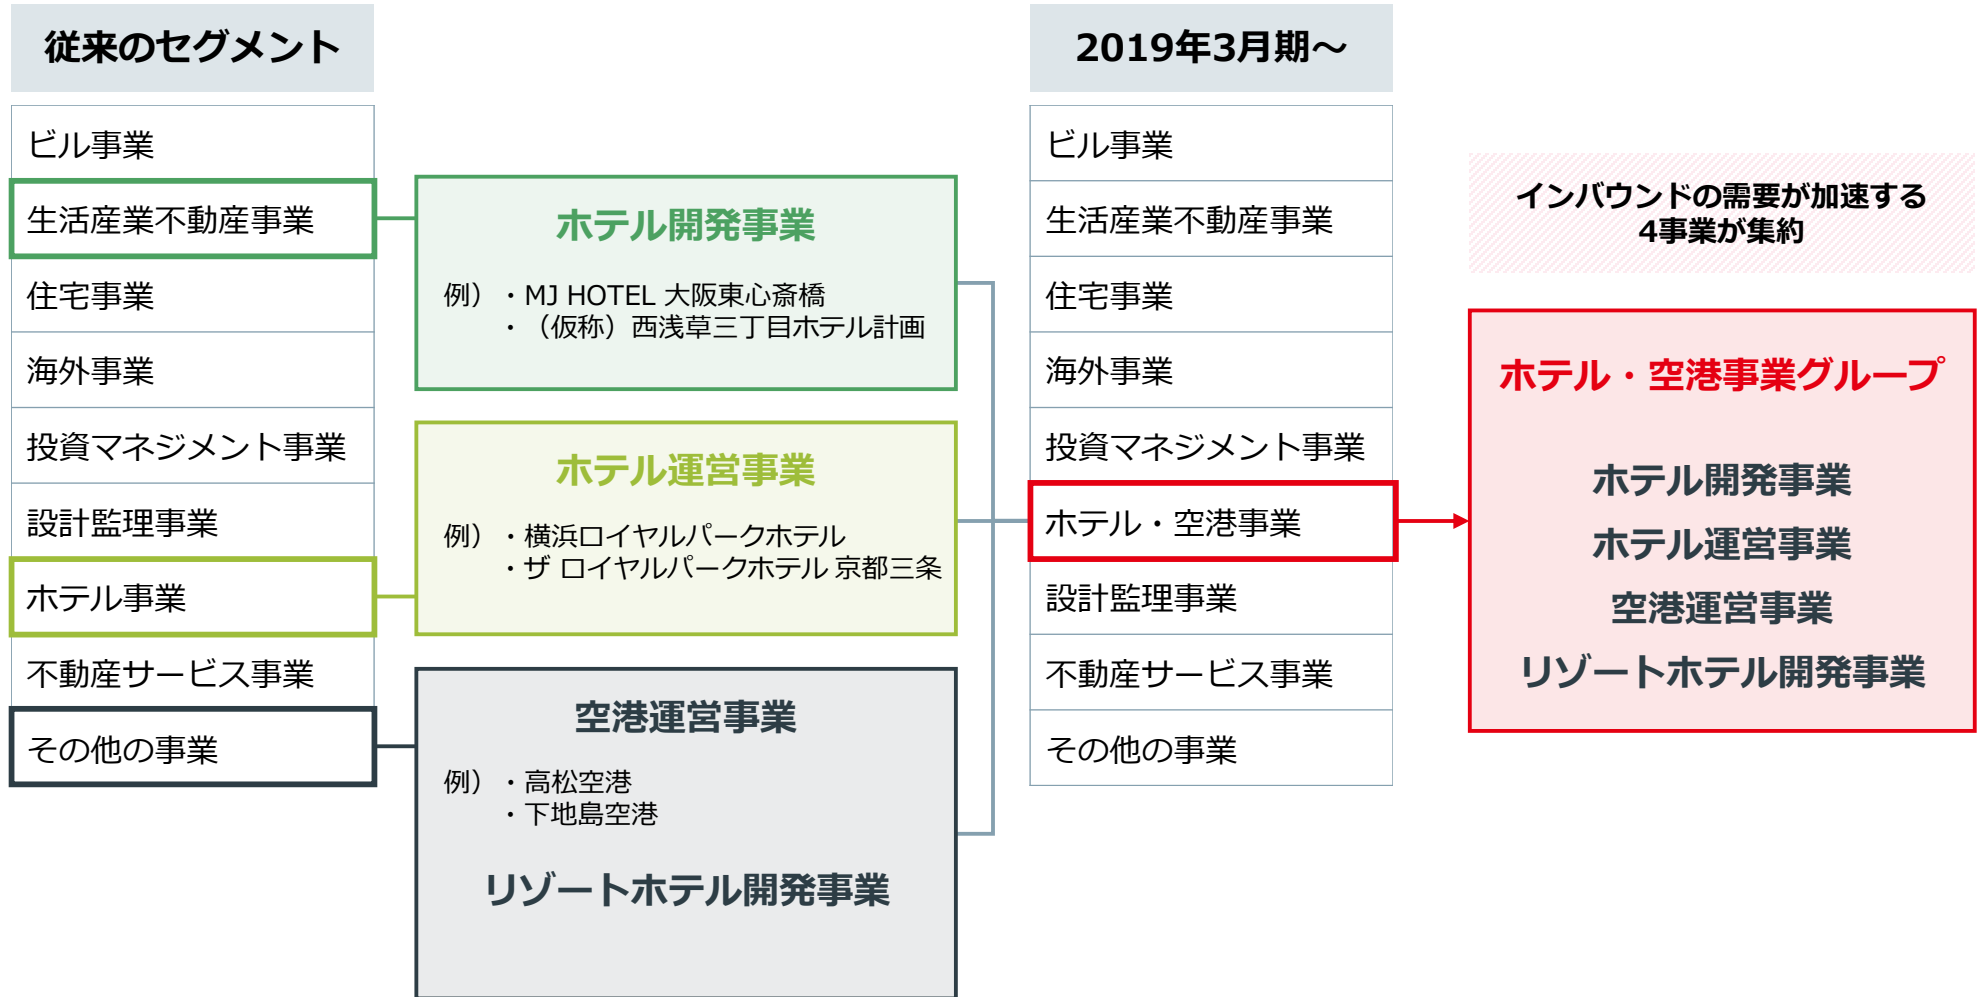 従来のセグメント
ビル事業
生活産業不動産事業
住宅事業
海外事業
投資マネジメント事業
設計監理事業
ホテル事業
不動産サービス事業
その他の事業
ホテル開発事業
例）・MJ HOTEL 大阪東心斎橋
・（仮称）西浅草三丁目ホテル計画
ホテル運営事業
例）・横浜ロイヤルパークホテル
・ザ ロイヤルパークホテル 京都三条
空港運営事業
例）・高松空港
・下地島空港
リゾートホテル開発事業
2019年3月期～
ビル事業
生活産業不動産事業
住宅事業
海外事業
投資マネジメント事業
ホテル・空港事業
設計監理事業
不動産サービス事業
その他の事業
インバウンドの需要が加速する
4事業が集約
ホテル・空港事業グループ
ホテル開発事業
ホテル運営事業
空港運営事業
リゾートホテル開発事業